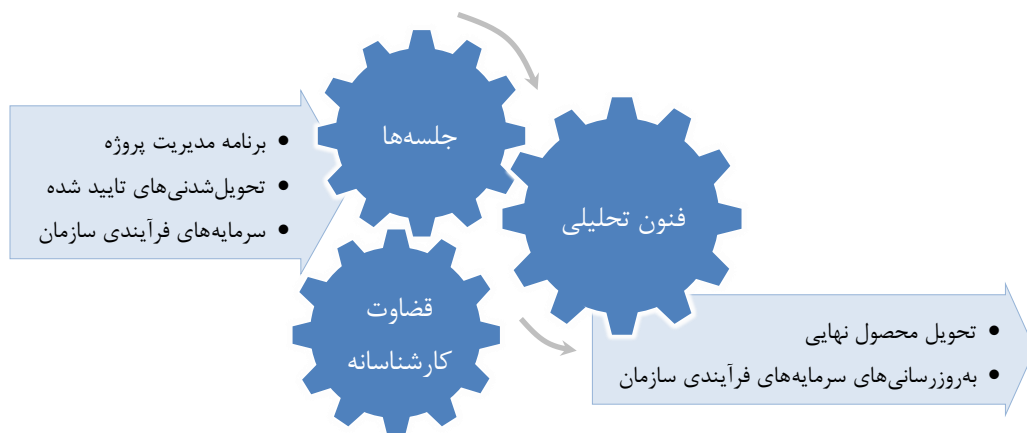 جلسه‌ها
• برنامه مدیریت پروژه
• تحویل‌شدنی‌های تایید شده
• سرمایه‌های فرآیندی سازمان
فنون تحلیلی
قضاوت
کارشناسانه
• تحویل محصول نهایی
• به‌روزرسانی‌های سرمایه‌های فرآیندی سازمان